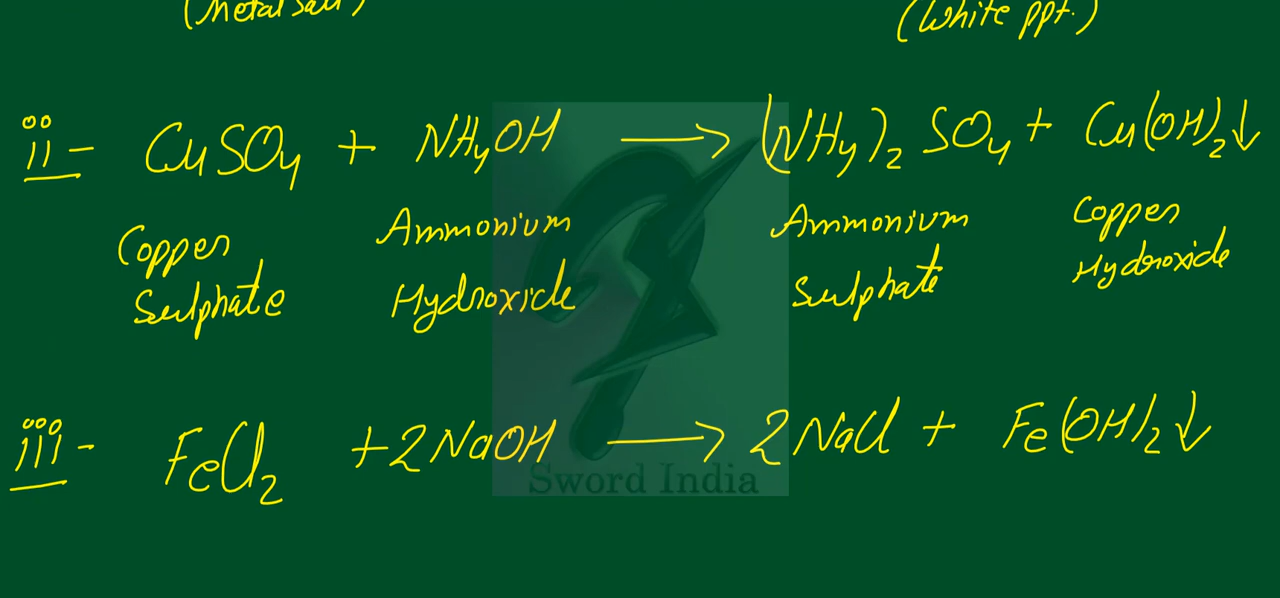 (Metal salt) (White ppt.)
ii - CuSO4 + NH4OH ⟶ (NH4)2 SO4 + Cu(OH)2↓
Copper Ammonium Ammonium Copper
Sulphate Hydroxide Sulphate Hydroxide
iii - FeCl2 + 2NaOH ⟶ 2NaCl + Fe(OH)2↓
Sword India